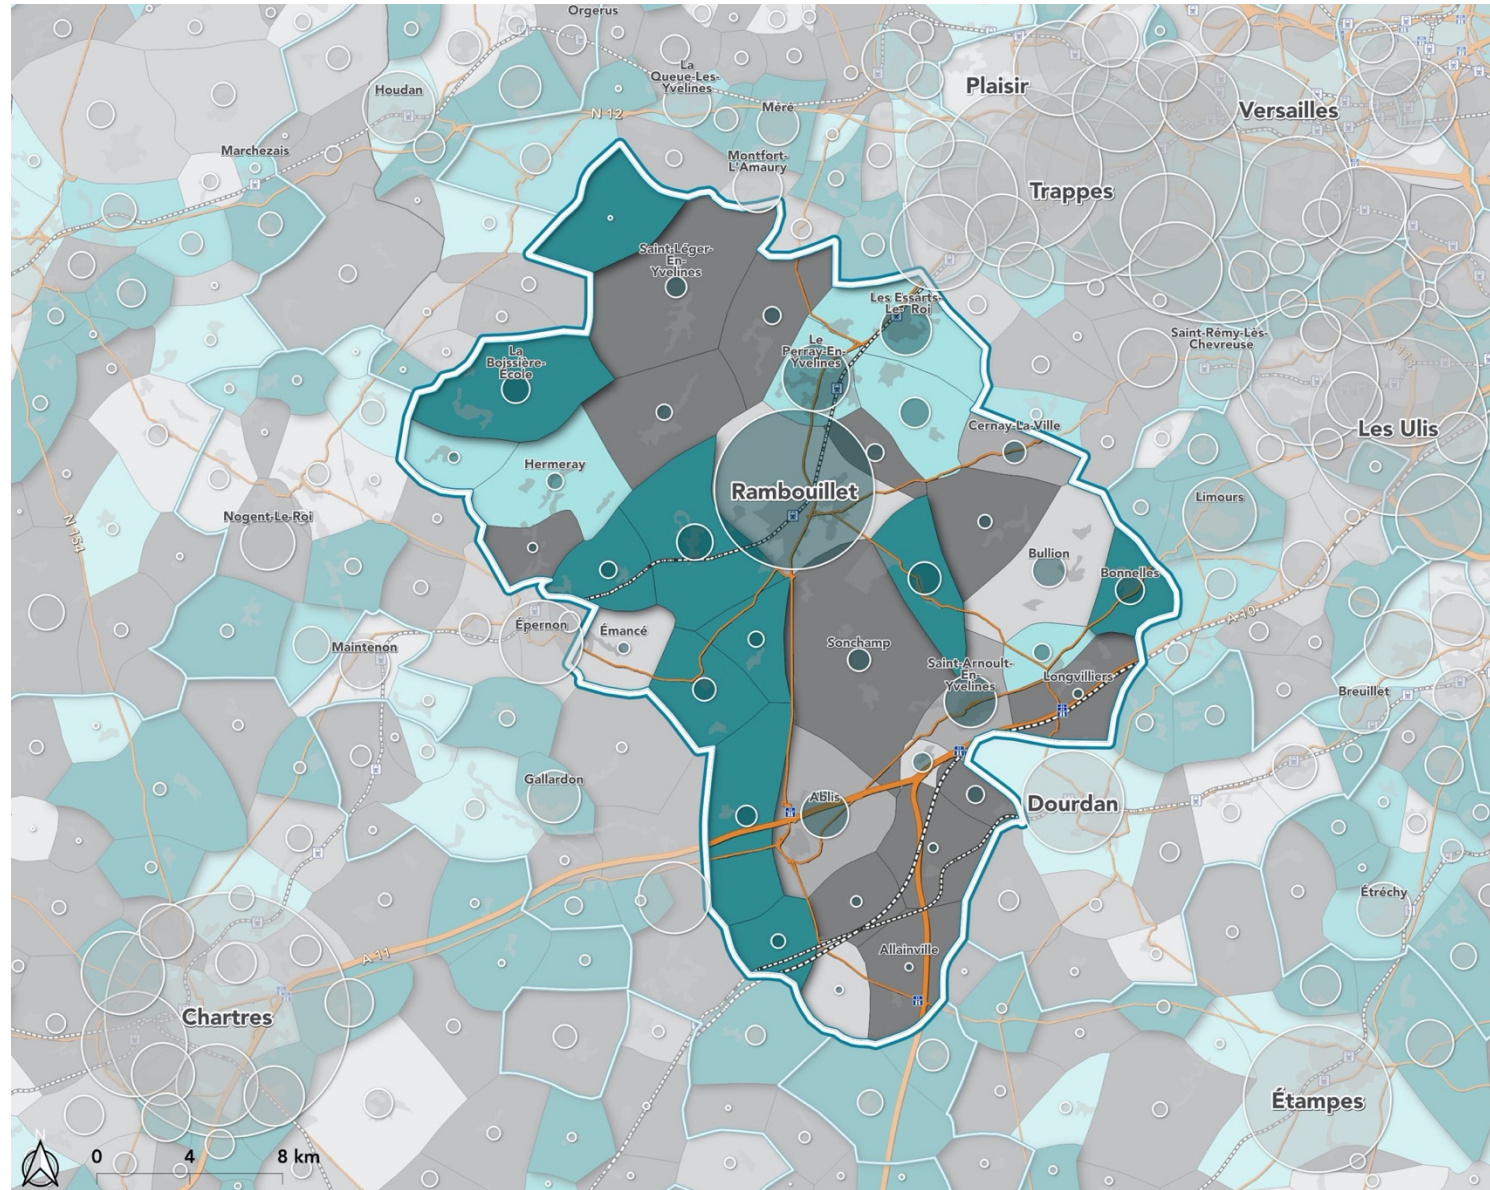 Orgerus
La
Queue-Les-
Yvelines
Plaisir
Houdan
Méré
Versailles
N 12
Marchezais
Montfort-
L'Amaury
Trappes
Saint-Léger-
En-
Yvelines
Les Essarts-
Le- Roi
Saint-Rémy-Lès-
Chevreuse
Le
Perray-En-
Yvelines
La
Boissière-
École
Cernay-La-Ville
Les Ulis
Hermeray
Rambouillet
Limours
Nogent-Le-Roi
N 154
Bullion
Bonnelles
A 10
Épernon
Émancé
Maintenon
Sonchamp
Saint-Arnoult-
En-
Yvelines
Longvilliers
Breuillet
Gallardon
Ablis
Dourdan
Étréchy
A 11
Allainville
Chartres
Étampes
N
0 4 8 km